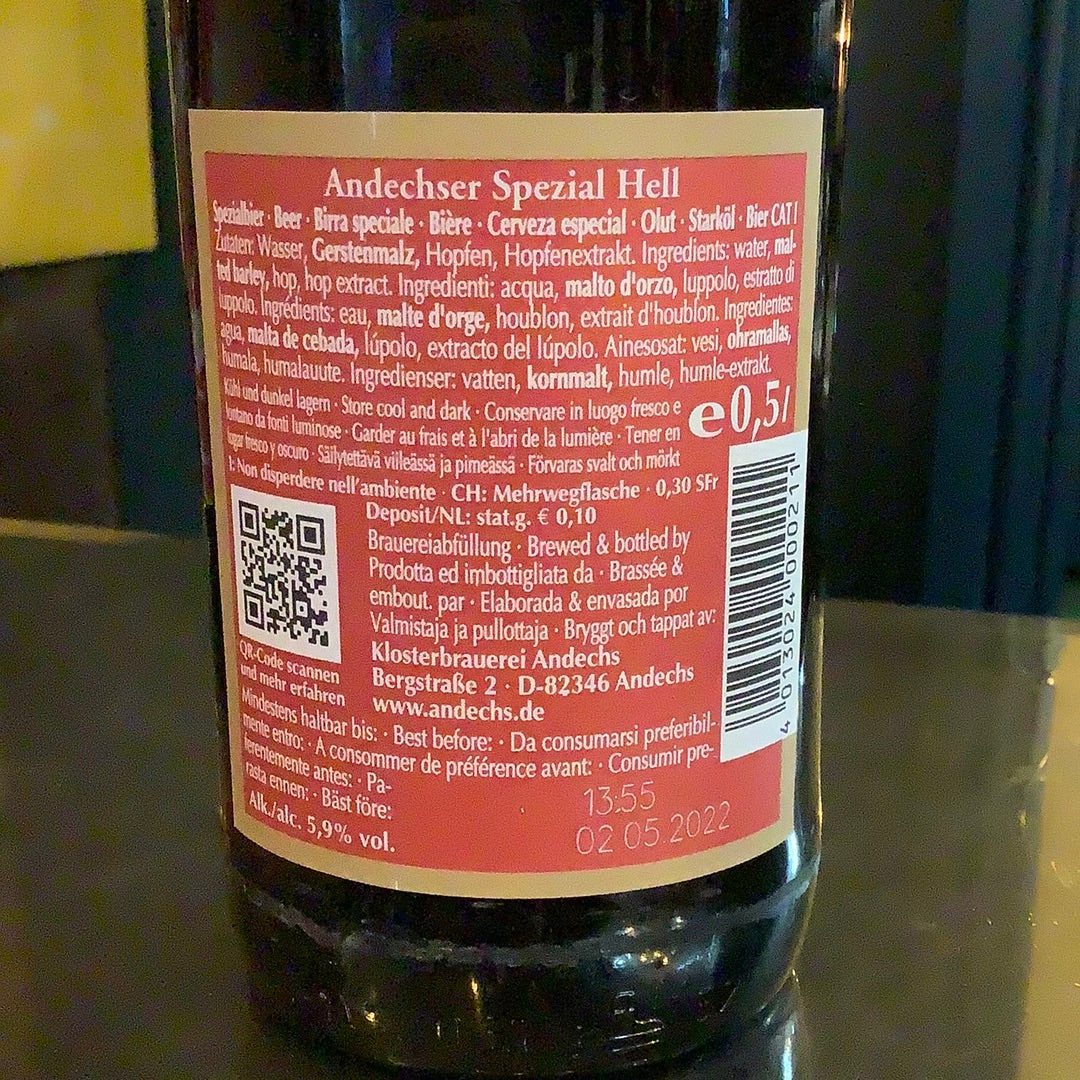 Andechser Spezial Hell
Spezialbier · Beer · Birra speciale · Bière · Cerveza especial · Olut · Starköl · Bier CAT I
Zutaten: Wasser, Gerstenmalz, Hopfen, Hopfenextrakt. Ingredients: water, mal-
ted barley, hop, hop extract. Ingredienti: acqua, malto d'orzo, luppolo, estratto di
luppolo. Ingrédients: eau, malte d'orge, houblon, extrait d'houblon. Ingredientes:
agua, malta de cebada, lúpolo, extracto del lúpolo. Ainesosat: vesi, ohramallas,
humala, humalauute. Ingredienser: vatten, kornmalt, humle, humle-extrakt.
Kühl und dunkel lagern · Store cool and dark · Conservare in luogo fresco e
lontano da fonti luminose · Garder au frais et à l'abri de la lumière · Tener en
lugar fresco y oscuro · Säilytettävä viileässä ja pimeässä · Förvaras svalt och mörkt
e 0,5 l
I: Non disperdere nell'ambiente · CH: Mehrwegflasche · 0,30 SFr
Deposit/NL: stat.g. € 0,10
Brauereiabfüllung · Brewed & bottled by
Prodotta ed imbottigliata da · Brassée &
embout. par · Elaborada & envasada por
Valmistaja ja pullottaja · Bryggt och tappat av:
Klosterbrauerei Andechs
Bergstraße 2 · D-82346 Andechs
www.andechs.de
QR-Code scannen
und mehr erfahren
Mindestens haltbar bis: · Best before: · Da consumarsi preferibil-
mente entro: · A consommer de préférence avant: · Consumir pre-
ferentemente antes: · Pa-
rasta ennen: · Bäst före:
Alk./alc. 5,9% vol.
13:55
02 05.2022
4 013024 000211